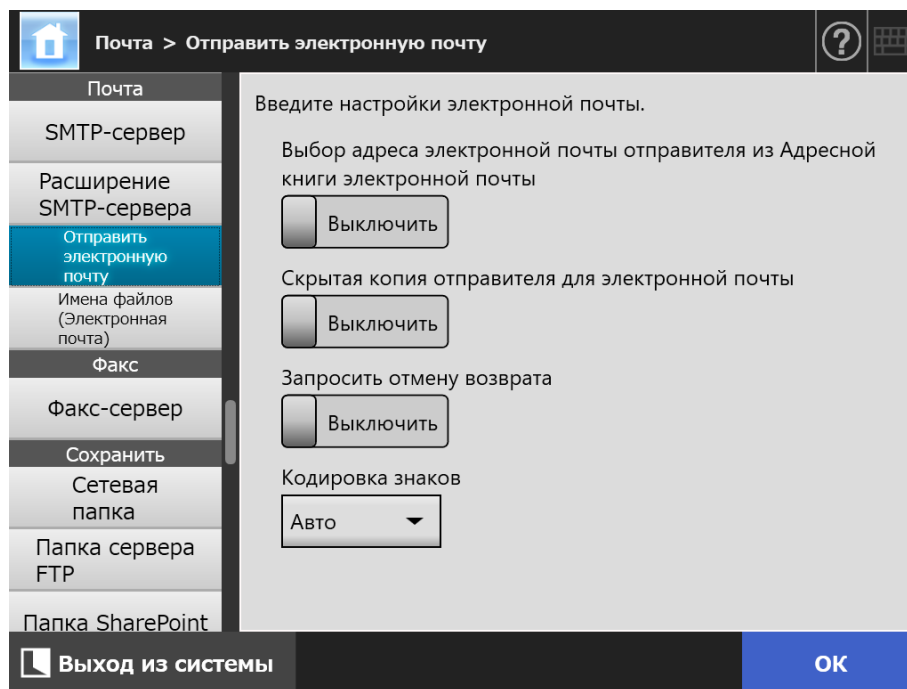 Почта > Отправить электронную почту
?
Почта
SMTP-сервер
Расширение
SMTP-сервера
Отправить
электронную
почту
Имена файлов
(Электронная
почта)
Факс
Факс-сервер
Сохранить
Сетевая
папка
Папка сервера
FTP
Папка SharePoint
Введите настройки электронной почты.
Выбор адреса электронной почты отправителя из Адресной
книги электронной почты
Выключить
Скрытая копия отправителя для электронной почты
Выключить
Запросить отмену возврата
Выключить
Кодировка знаков
Авто
Выход из системы
ОК